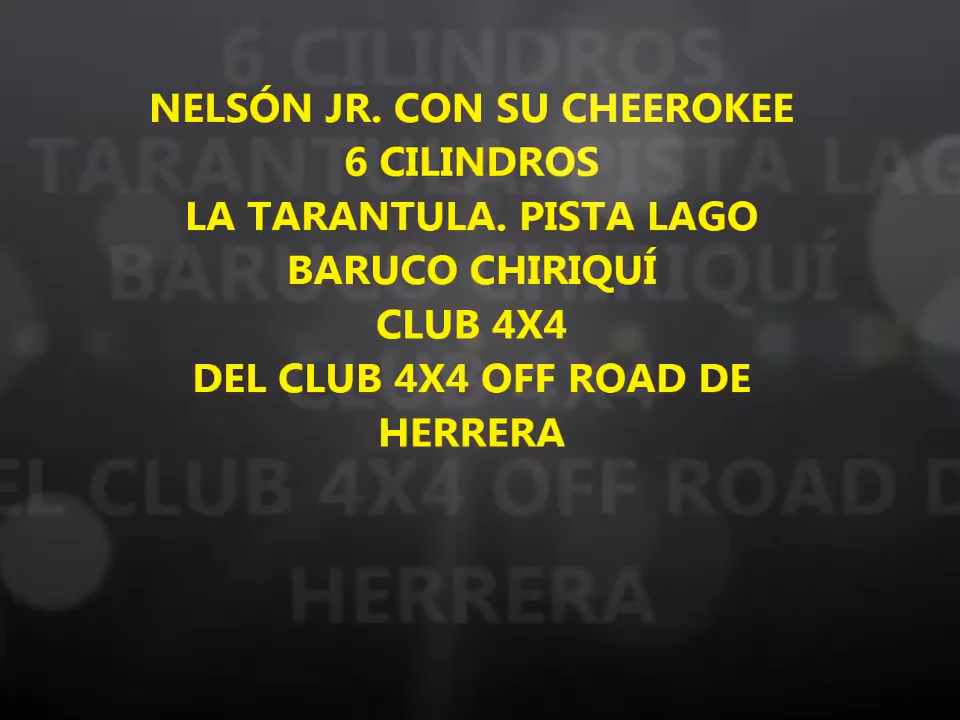 NELSÓN JR. CON SU CHEEROKEE
6 CILINDROS
LA TARANTULA. PISTA LAGO
BARUCO CHIRIQUÍ
CLUB 4X4
DEL CLUB 4X4 OFF ROAD DE
HERRERA